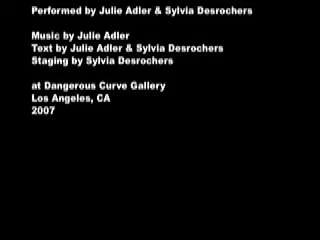 Performed by Julie Adler & Sylvia Desrochers
Music by Julie Adler
Text by Julie Adler & Sylvia Desrochers
Staging by Sylvia Desrochers
at Dangerous Curve Gallery
Los Angeles, CA
2007